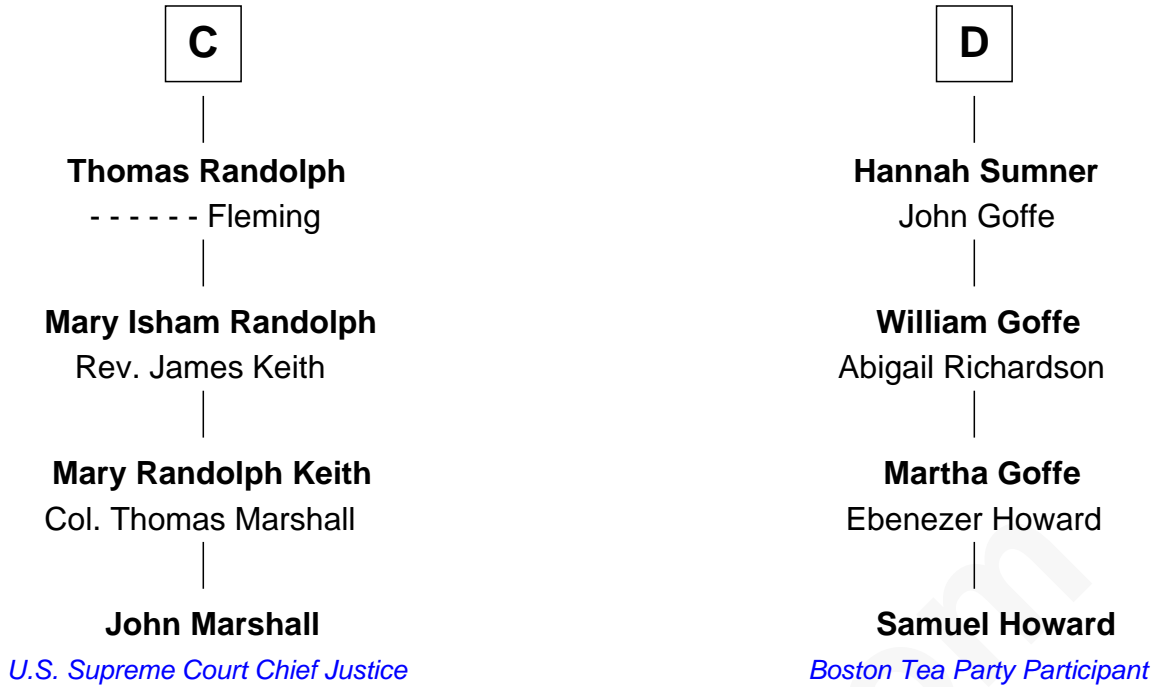 C
Thomas Randolph
- - - - - - Fleming
Mary Isham Randolph
Rev. James Keith
Mary Randolph Keith
Col. Thomas Marshall
John Marshall
U.S. Supreme Court Chief Justice
D
Hannah Sumner
John Goffe
William Goffe
Abigail Richardson
Martha Goffe
Ebenezer Howard
Samuel Howard
Boston Tea Party Participant